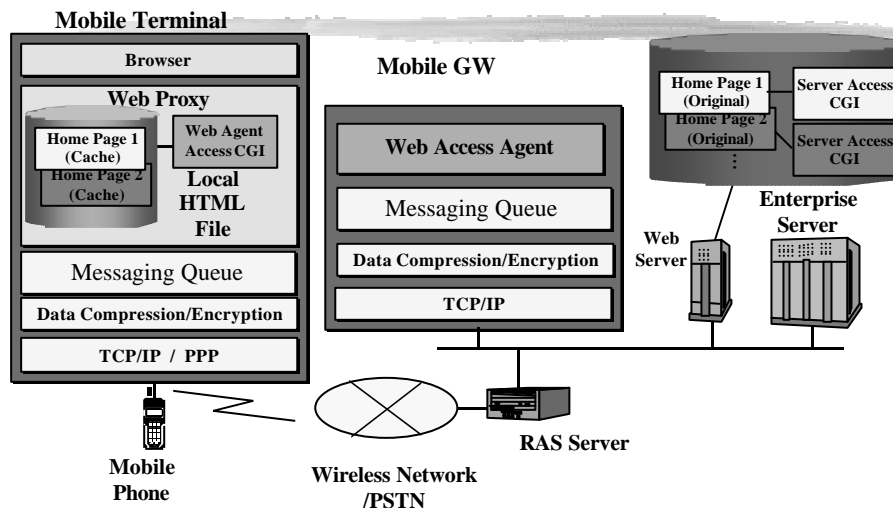 Mobile Terminal
Browser
Web Proxy
Home Page 1
(Cache)
Home Page 2
(Cache)
Web Agent
Access CGI
Local
HTML
File
Messaging Queue
Data Compression/Encryption
TCP/IP / PPP
Mobile
Phone
Mobile GW
Web Access Agent
Messaging Queue
Data Compression/Encryption
TCP/IP
Wireless Network
/PSTN
RAS Server
Home Page 1
(Original)
Home Page 2
(Original)
Server Access
CGI
Server Access
CGI
Web
Server
Enterprise
Server